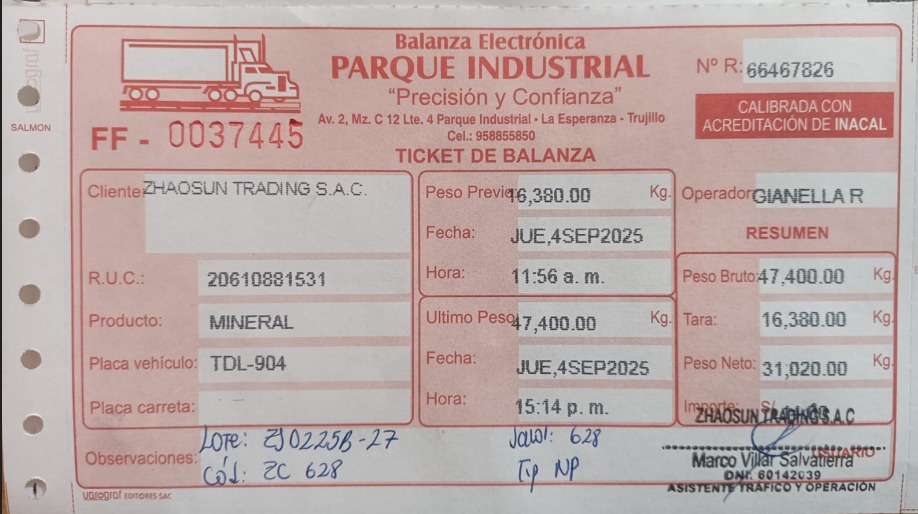 Balanza Electrónica
PARQUE INDUSTRIAL
"Precisión y Confianza"
Av. 2, Mz. C 12 Lte. 4 Parque Industrial - La Esperanza - Trujillo
Cel.: 958855850
Nº R: 66467826
CALIBRADA CON
ACREDITACIÓN DE INACAL
SALMON
FF - 0037445
TICKET DE BALANZA
Cliente: ZHAOSUN TRADING S.A.C.
R.U.C.: 20610881531
Producto: MINERAL
Placa vehículo: TDL-904
Placa carreta:
Peso Previo 16,380.00 Kg.
Fecha: JUE,4SEP2025
Hora: 11:56 a. m.
Ultimo Peso 47,400.00 Kg.
Fecha: JUE,4SEP2025
Hora: 15:14 p. m.
Operador: GIANELLA R
RESUMEN
Peso Bruto: 47,400.00 Kg.
Tara: 16,380.00 Kg.
Peso Neto: 31,020.00 Kg.
Importe: S/
Observaciones:
Lote: ZJ0225B-27
Cód: ZC 628
628
NP
ZHAOSUN TRADING S.A.C
USUARIO
Marco Villar Salvatierra
DNI: 60142039
ASISTENTE TRÁFICO Y OPERACIÓN
Variograf EDITORES SAC